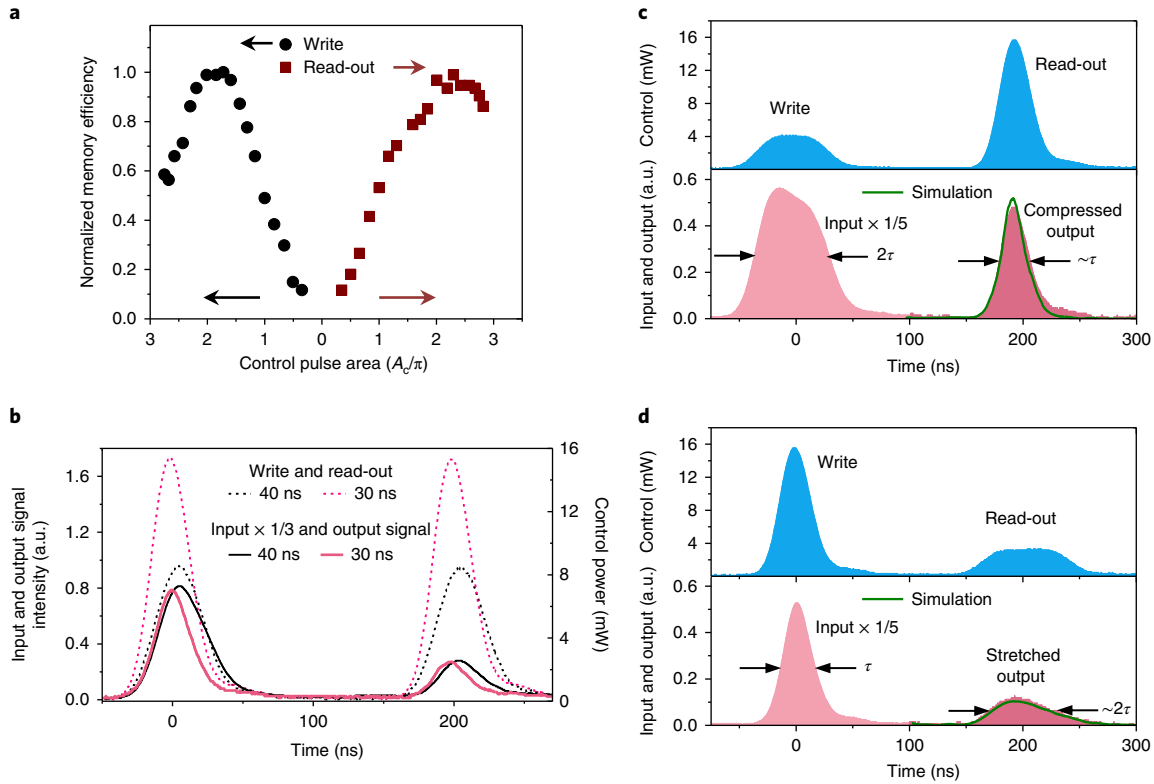 a
Write
Read-out
Normalized memory efficiency
1.0
0.8
0.6
0.4
0.2
0.0
3 2 1 0 1 2 3
Control pulse area (A_c/π)
b
Input and output signal
intensity (a.u.)
1.8
1.2
0.8
0.4
0.0
Write and read-out
40 ns 30 ns
Input × 1/3 and output signal
40 ns 30 ns
16
12
8
4
0
Control power (mW)
0 200
Time (ns)
c
Control (mW)
16
12
8
4
Write
Read-out
Input and output (a.u.)
0.6
0.4
0.2
0.0
Simulation
Input × 1/5
2τ
Compressed
output
~τ
0 100 200 300
Time (ns)
d
Control (mW)
16
12
8
4
Write
Read-out
Input and output (a.u.)
0.6
0.4
0.2
0.0
Simulation
Input × 1/5
τ
Stretched
output
~2τ
0 100 200 300
Time (ns)